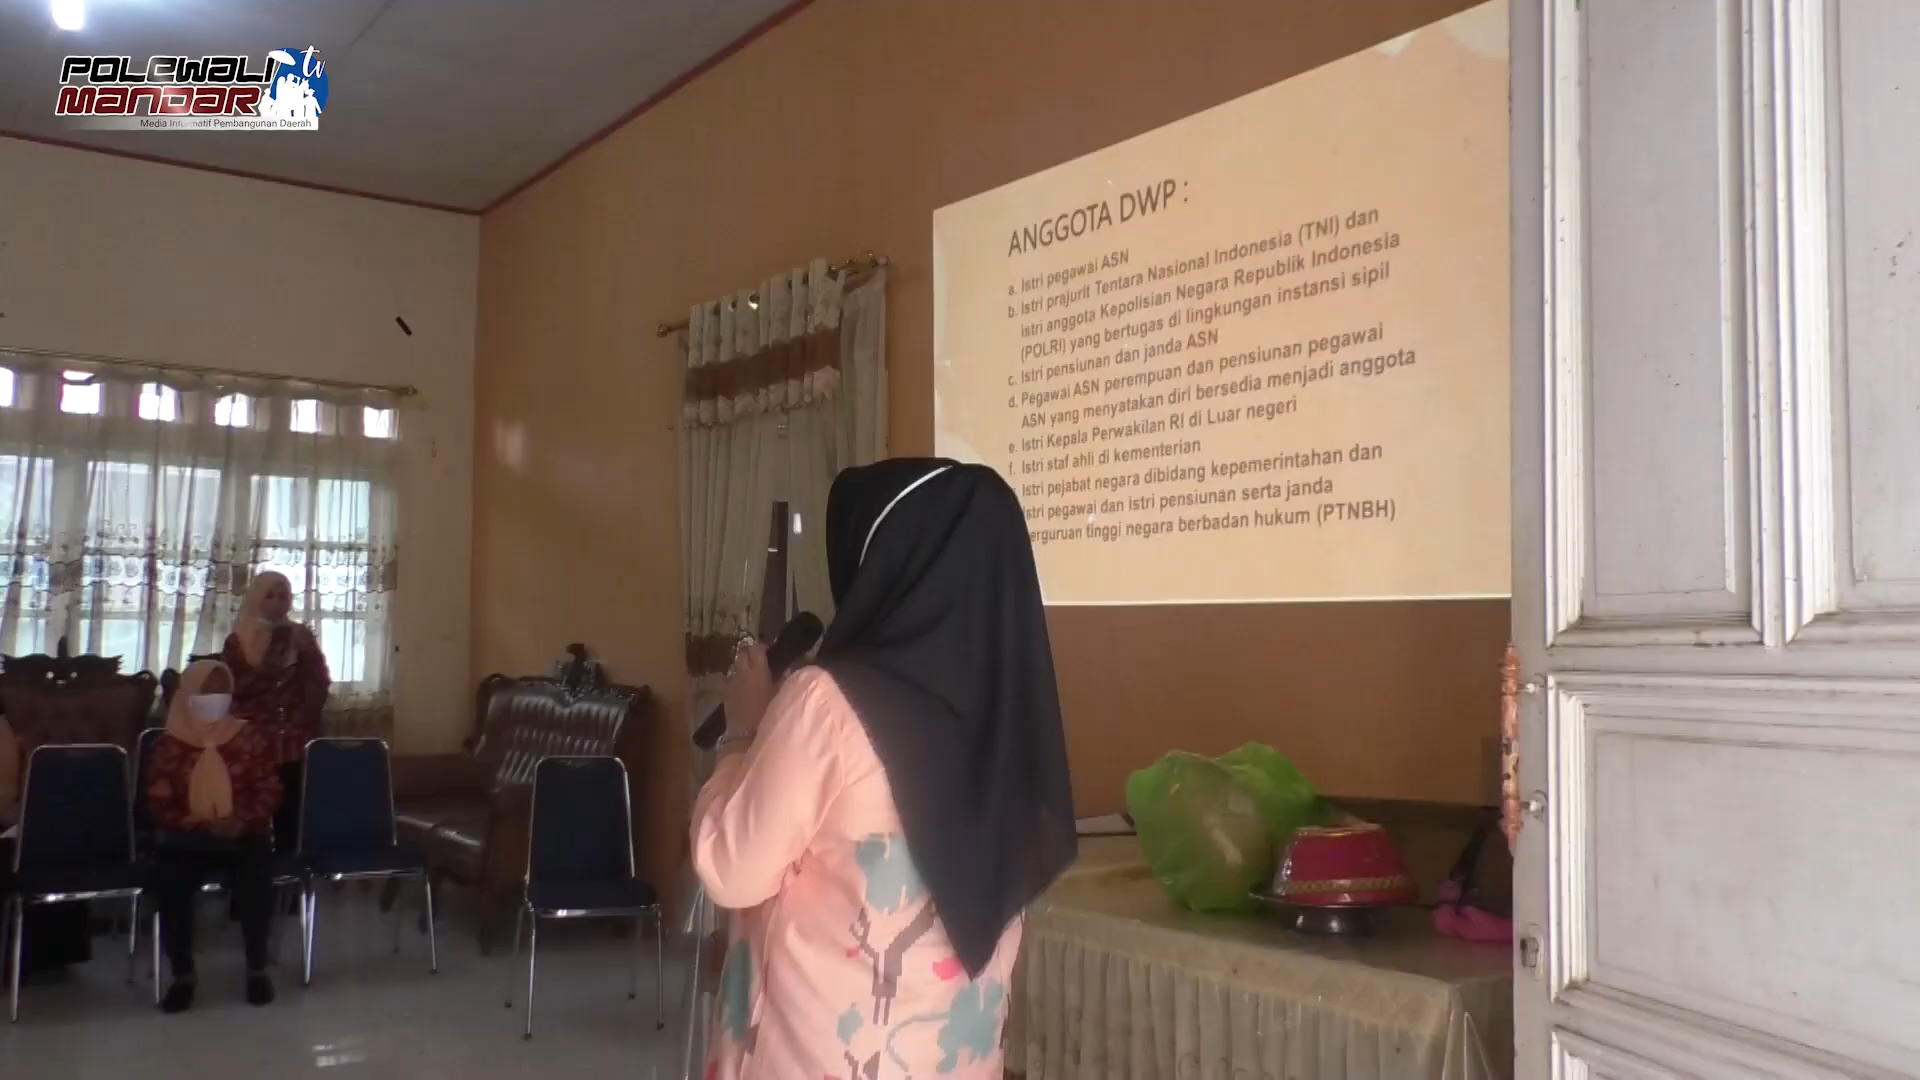 POLEWALI tv
MANDAR
Media Informatif Pembangunan Daerah
ANGGOTA DWP :
a. Istri pegawai ASN
b. Istri prajurit Tentara Nasional Indonesia (TNI) dan
istri anggota Kepolisian Negara Republik Indonesia
(POLRI) yang bertugas di lingkungan instansi sipil
c. Istri pensiunan dan janda ASN
d. Pegawai ASN perempuan dan pensiunan pegawai
ASN yang menyatakan diri bersedia menjadi anggota
e. Istri Kepala Perwakilan RI di Luar negeri
f. Istri staf ahli di kementerian
Istri pejabat negara dibidang kepemerintahan dan
Istri pegawai dan istri pensiunan serta janda
erguruan tinggi negara berbadan hukum (PTNBH)